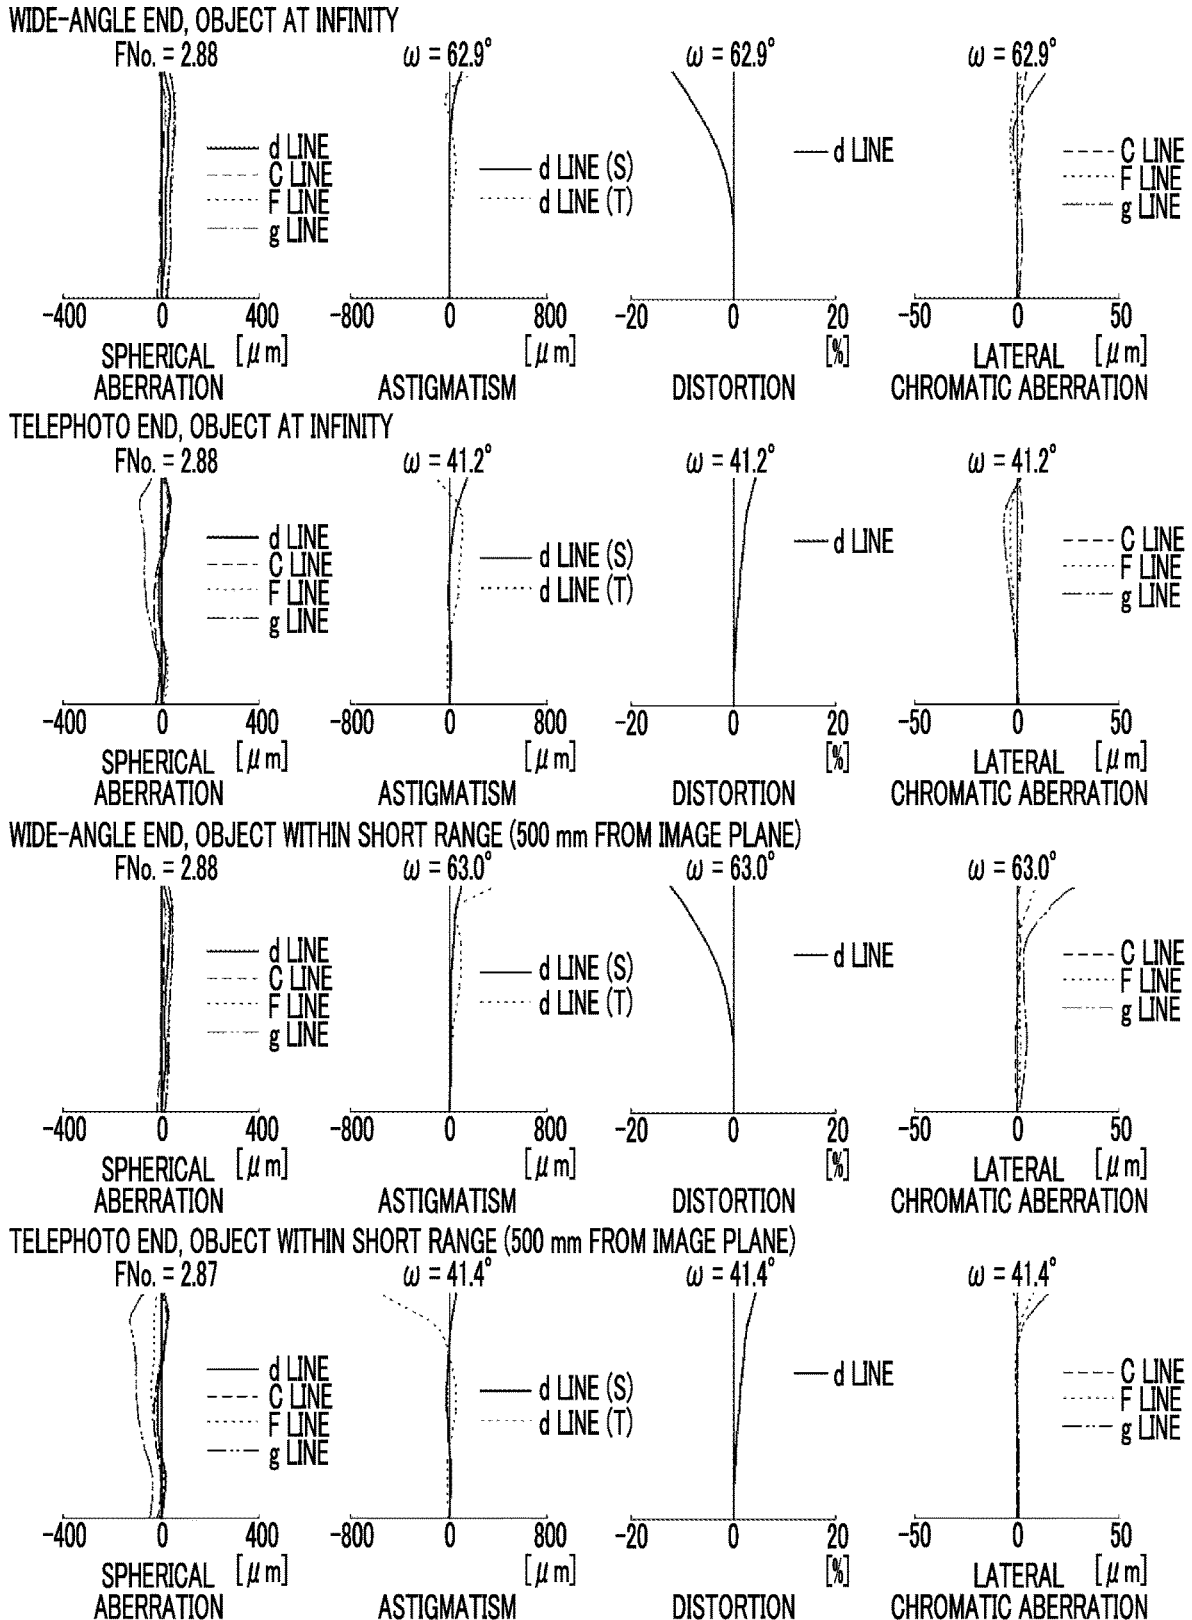 WIDE-ANGLE END, OBJECT AT INFINITY
FNo. = 2.88
ω = 62.9°
ω = 62.9°
ω = 62.9°
d LINE
C LINE
F LINE
g LINE
d LINE (S)
d LINE (T)
d LINE
C LINE
F LINE
g LINE
-400 0 400
-800 0 800
-20 0 20
-50 0 50
SPHERICAL ABERRATION [μm]
ASTIGMATISM [μm]
DISTORTION [%]
LATERAL CHROMATIC ABERRATION [μm]
TELEPHOTO END, OBJECT AT INFINITY
FNo. = 2.88
ω = 41.2°
ω = 41.2°
ω = 41.2°
d LINE
C LINE
F LINE
g LINE
d LINE (S)
d LINE (T)
d LINE
C LINE
F LINE
g LINE
-400 0 400
-800 0 800
-20 0 20
-50 0 50
SPHERICAL ABERRATION [μm]
ASTIGMATISM [μm]
DISTORTION [%]
LATERAL CHROMATIC ABERRATION [μm]
WIDE-ANGLE END, OBJECT WITHIN SHORT RANGE (500 mm FROM IMAGE PLANE)
FNo. = 2.88
ω = 63.0°
ω = 63.0°
ω = 63.0°
d LINE
C LINE
F LINE
g LINE
d LINE (S)
d LINE (T)
d LINE
C LINE
F LINE
g LINE
-400 0 400
-800 0 800
-20 0 20
-50 0 50
SPHERICAL ABERRATION [μm]
ASTIGMATISM [μm]
DISTORTION [%]
LATERAL CHROMATIC ABERRATION [μm]
TELEPHOTO END, OBJECT WITHIN SHORT RANGE (500 mm FROM IMAGE PLANE)
FNo. = 2.87
ω = 41.4°
ω = 41.4°
ω = 41.4°
d LINE
C LINE
F LINE
g LINE
d LINE (S)
d LINE (T)
d LINE
C LINE
F LINE
g LINE
-400 0 400
-800 0 800
-20 0 20
-50 0 50
SPHERICAL ABERRATION [μm]
ASTIGMATISM [μm]
DISTORTION [%]
LATERAL CHROMATIC ABERRATION [μm]